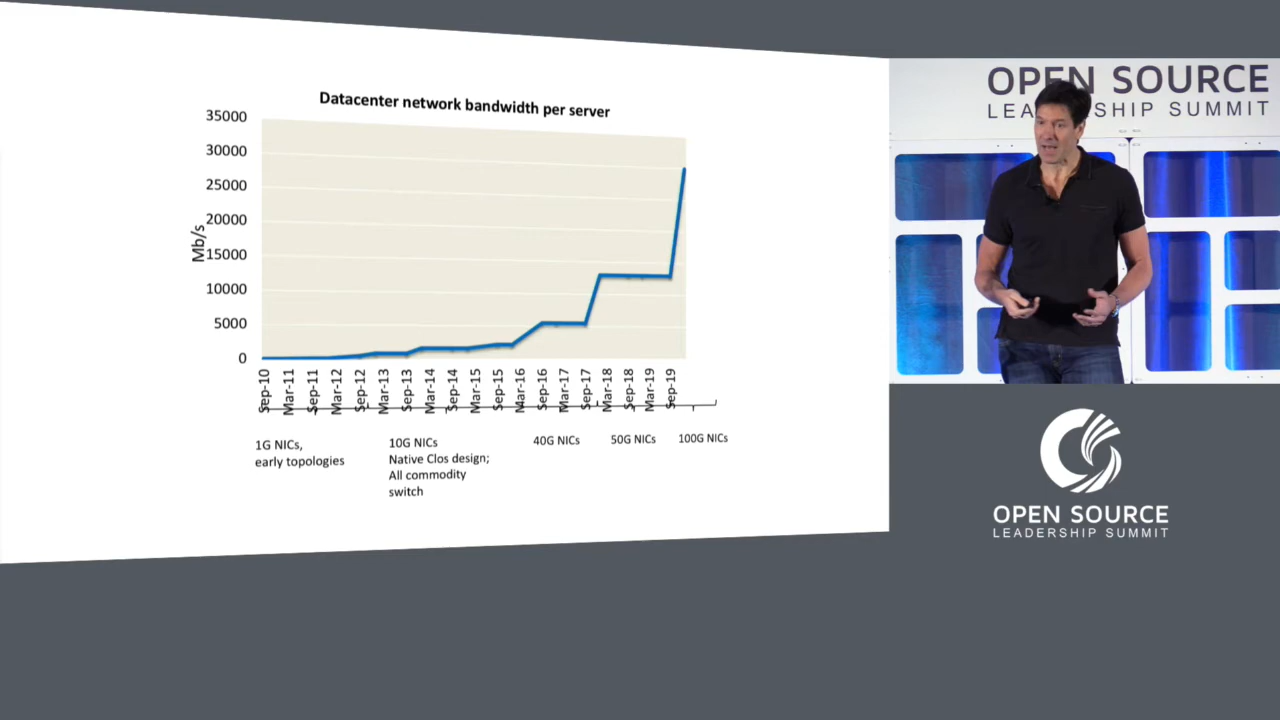 Datacenter network bandwidth per server
35000
30000
25000
20000
15000
10000
5000
0
Mb/s
Sep-10
Mar-11
Sep-11
Mar-12
Sep-12
Mar-13
Sep-13
Mar-14
Sep-14
Mar-15
Sep-15
Mar-16
Sep-16
Mar-17
Sep-17
Mar-18
Sep-18
Mar-19
Sep-19
1G NICs,
early topologies
10G NICs
Native Clos design;
All commodity
switch
40G NICs
50G NICs
100G NICs
OPEN SOURCE
LEADERSHIP SUMMIT
OPEN SOURCE
LEADERSHIP SUMMIT